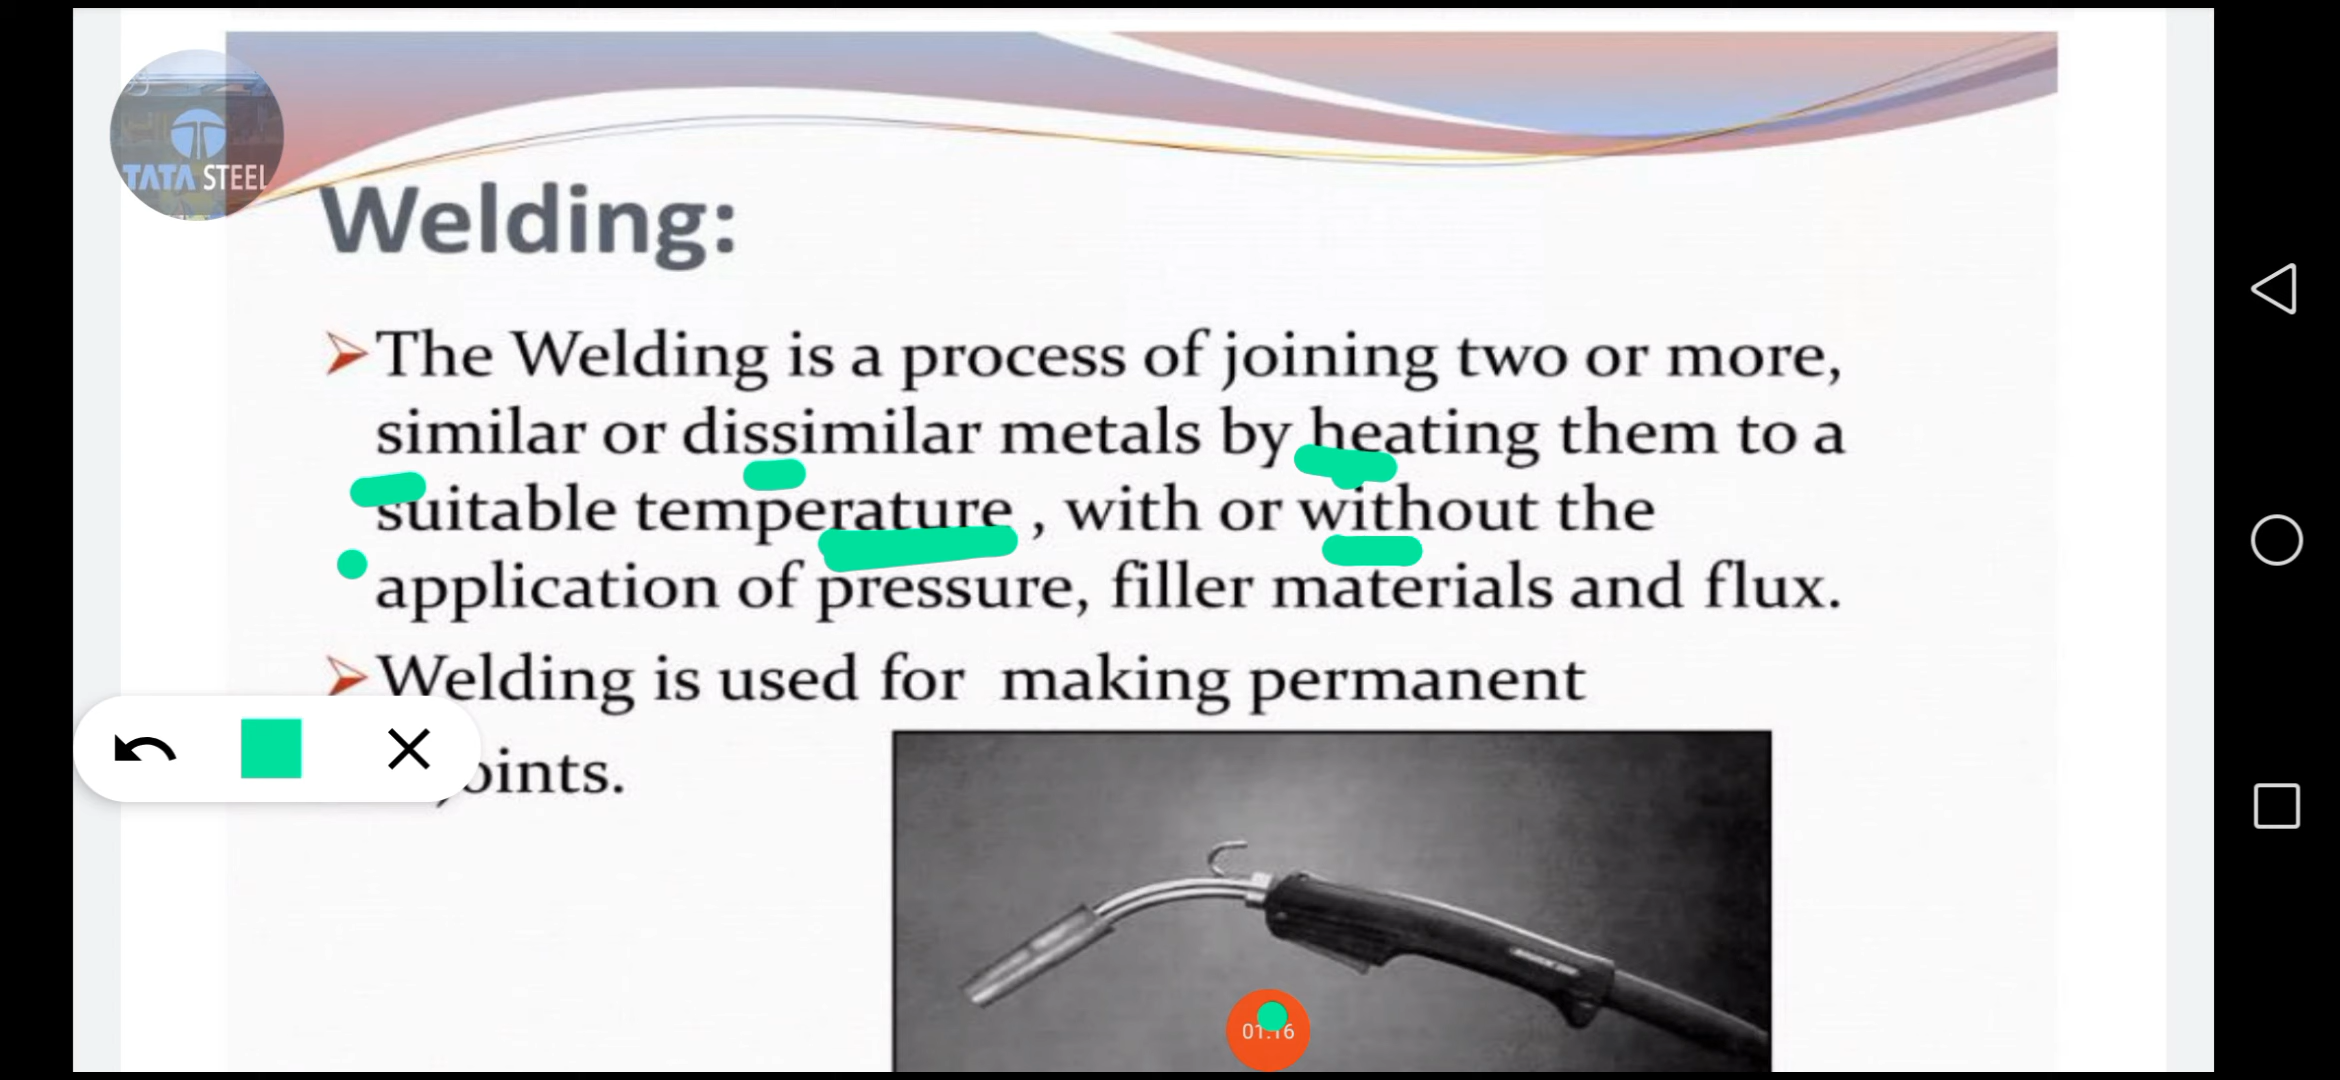 TATA STEEL
Welding:
The Welding is a process of joining two or more,
similar or dissimilar metals by heating them to a
suitable temperature , with or without the
application of pressure, filler materials and flux.
Welding is used for making permanent
joints.
01:16